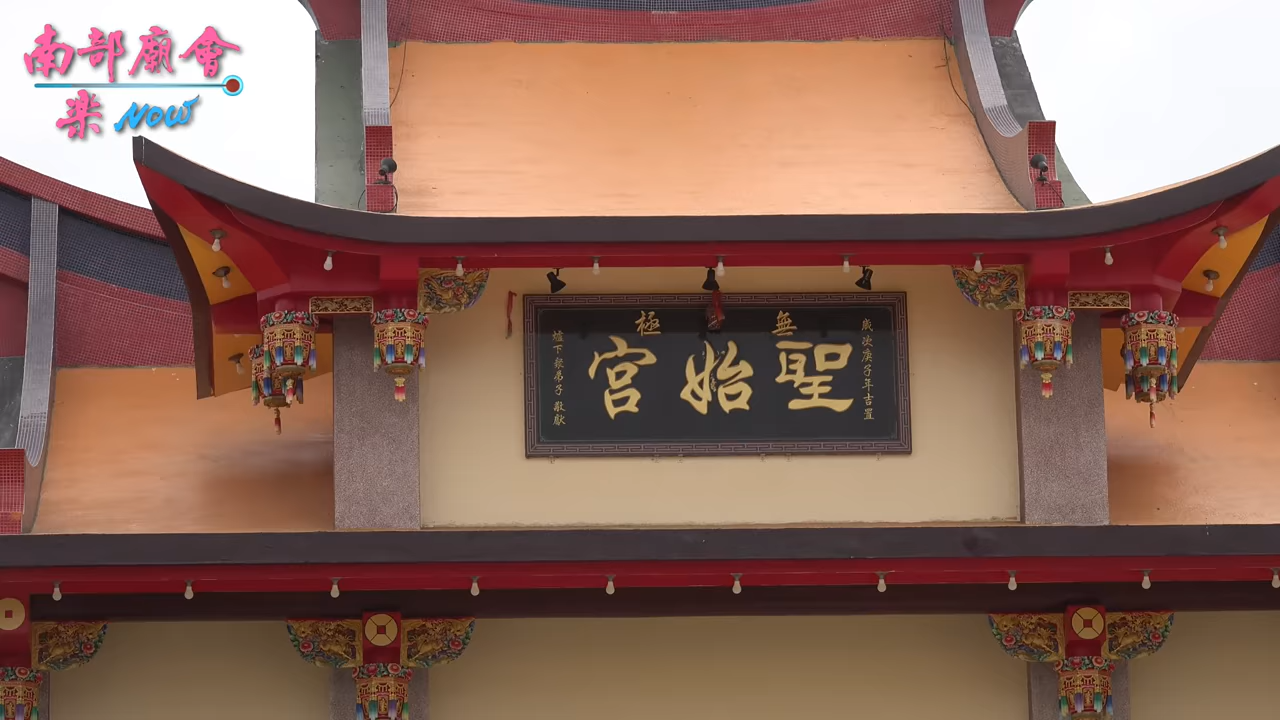 南部廟會
楽 NOW
無極
聖始宮
歲次庚子年吉置
爐下眾弟子 敬獻